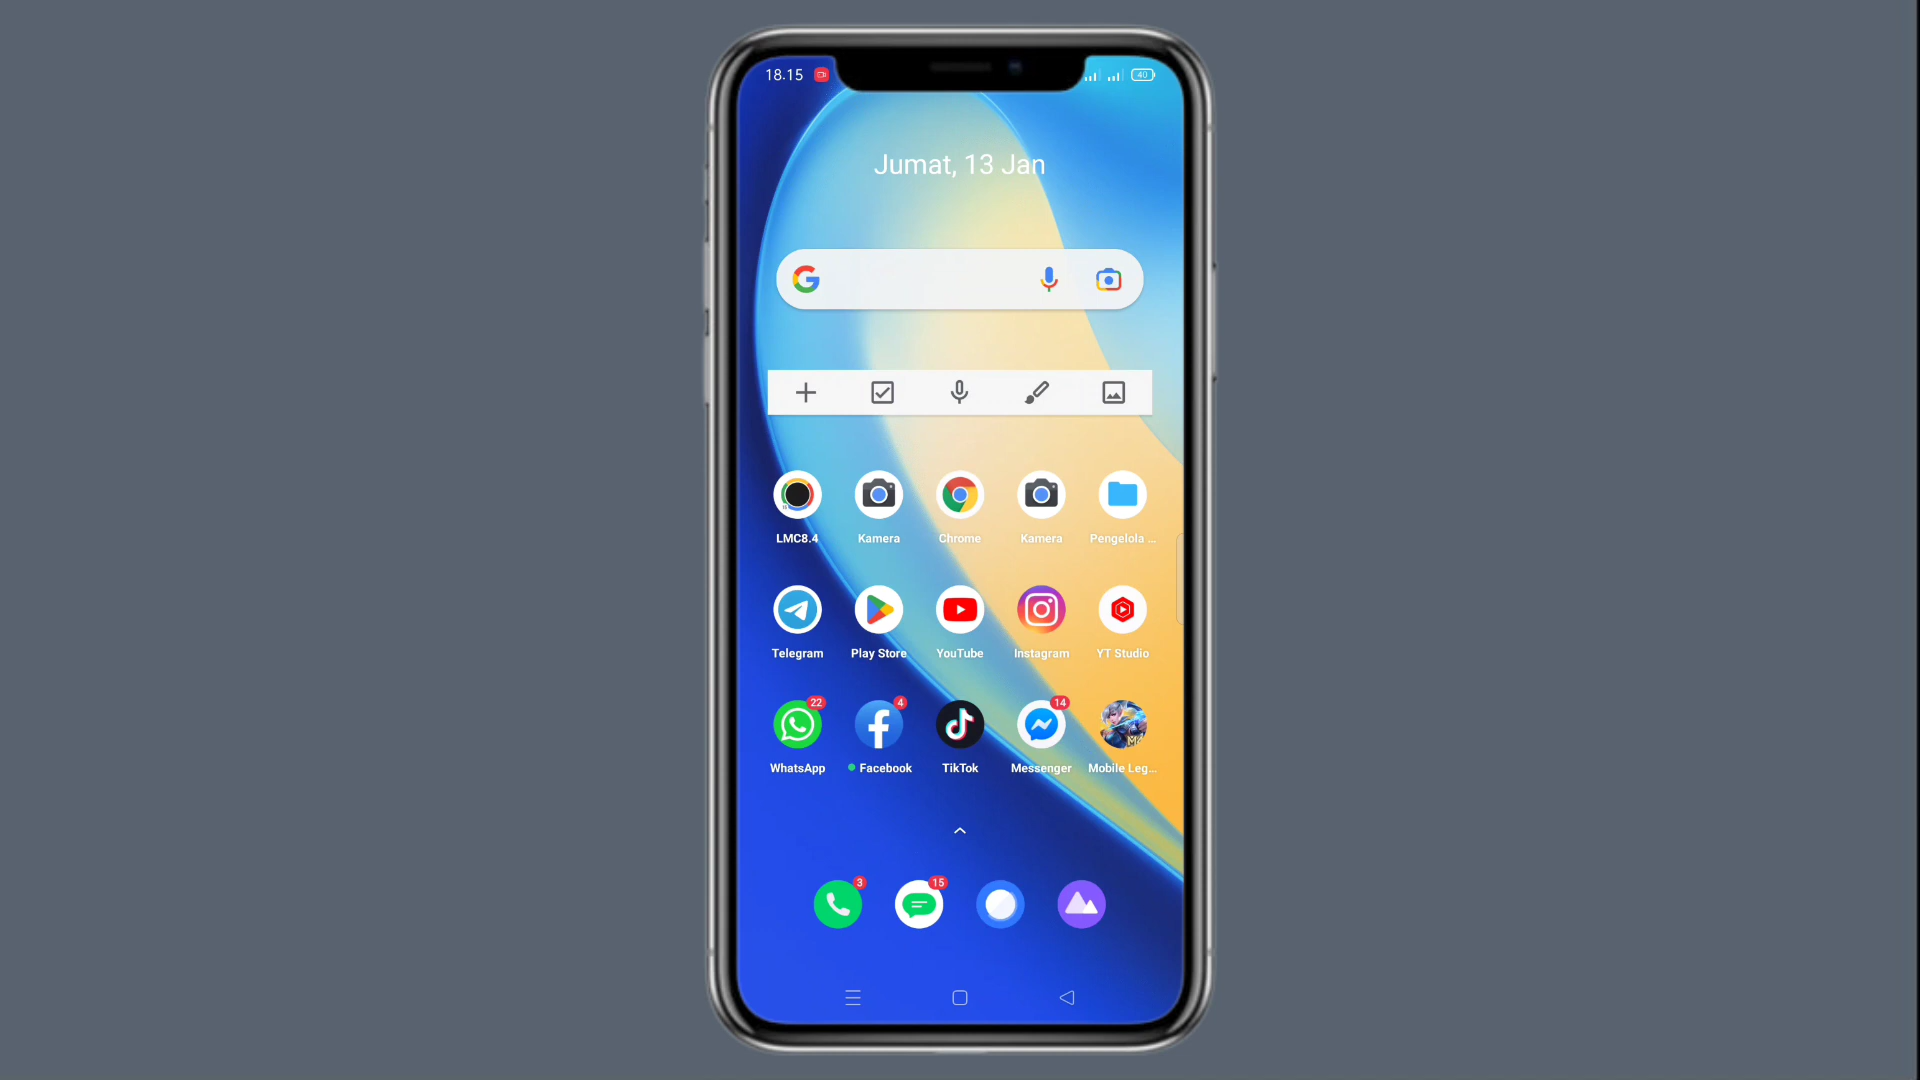 18.15
40
Jumat, 13 Jan
LMC8.4
Kamera
Chrome
Kamera
Pengelola ...
Telegram
Play Store
YouTube
Instagram
YT Studio
22
4
14
WhatsApp
Facebook
TikTok
Messenger
Mobile Leg...
3
15